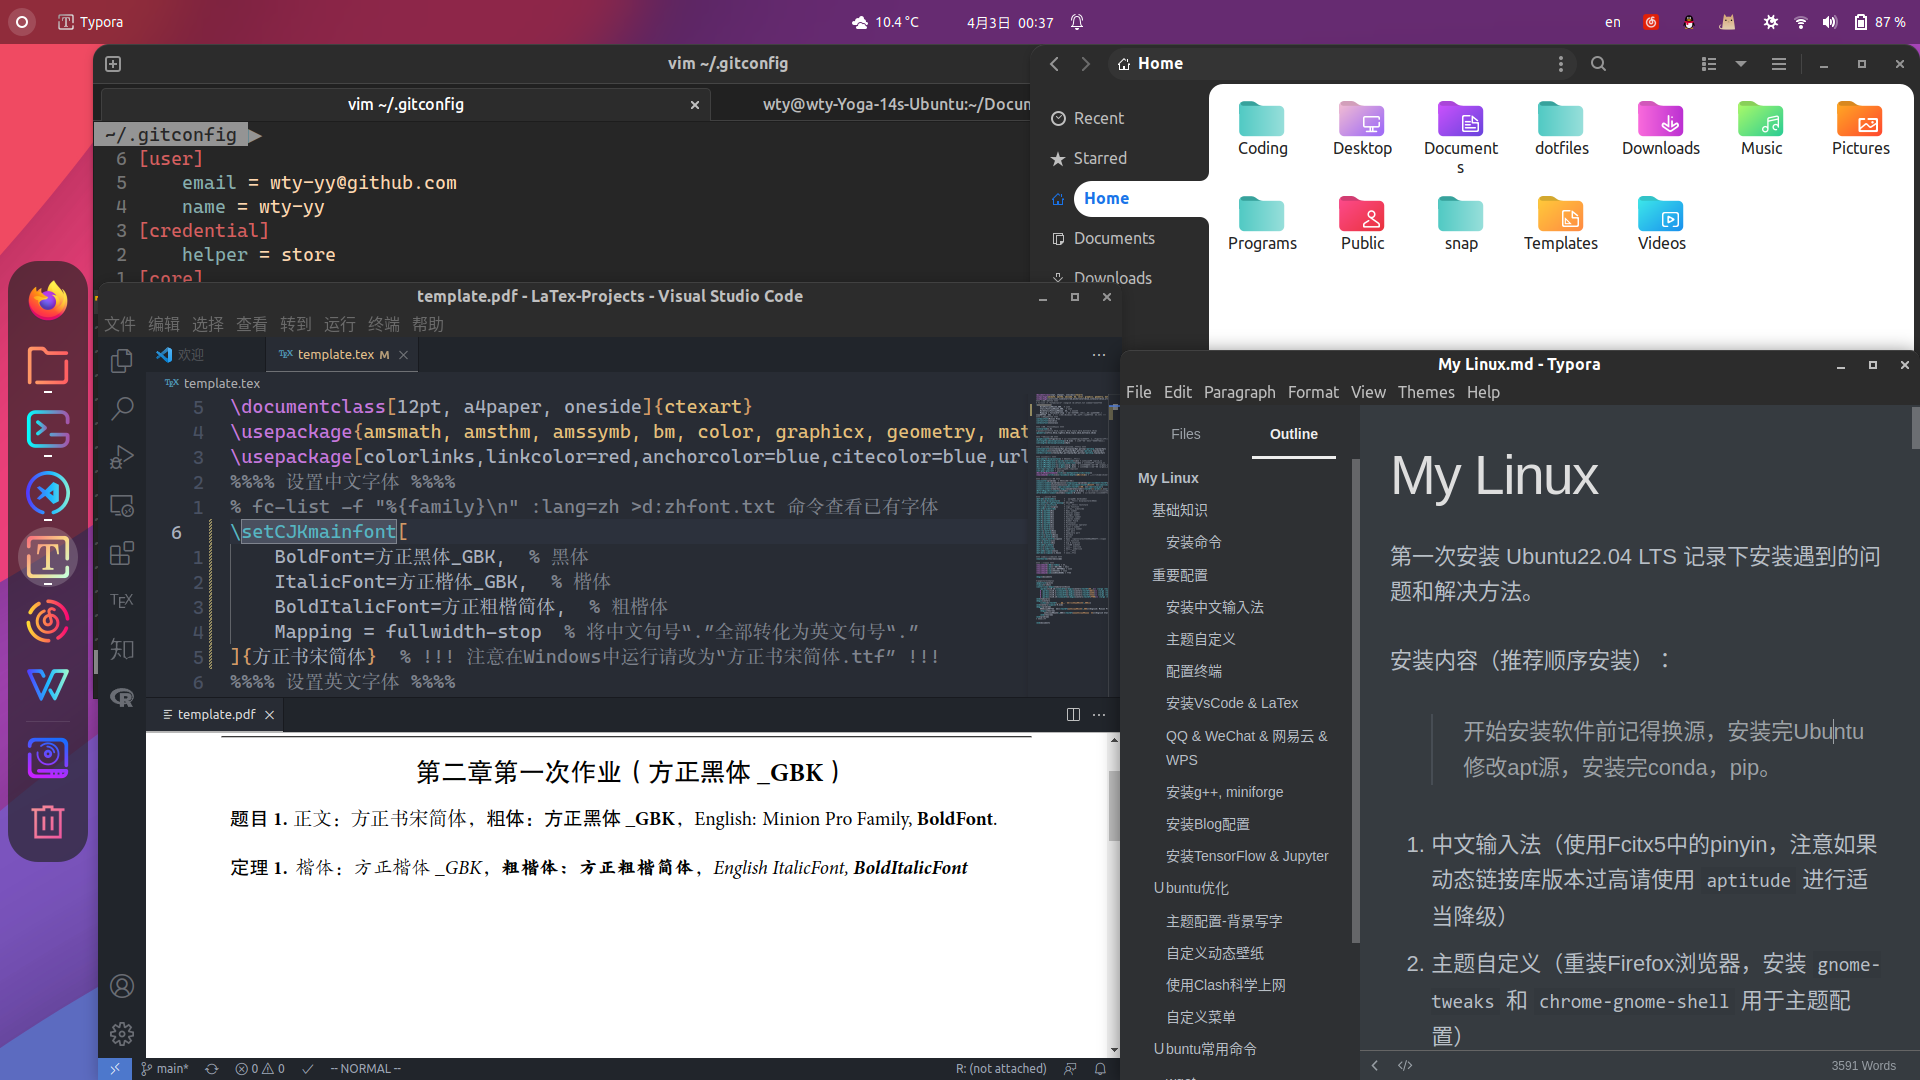 Typora
10.4 °C
4月3日 00:37
en
87 %
vim ~/.gitconfig
vim ~/.gitconfig
wty@wty-Yoga-14s-Ubuntu:~/Docun
~/.gitconfig
6 [user]
5 email = wty-yy@github.com
4 name = wty-yy
3 [credential]
2 helper = store
1 [core]
Home
Recent
Starred
Home
Documents
Downloads
Coding
Desktop
Documents
dotfiles
Downloads
Music
Pictures
Programs
Public
snap
Templates
Videos
template.pdf - LaTex-Projects - Visual Studio Code
文件 编辑 选择 查看 转到 运行 终端 帮助
欢迎
template.tex M
template.tex
5 \documentclass[12pt, a4paper, oneside]{ctexart}
4 \usepackage{amsmath, amsthm, amssymb, bm, color, graphicx, geometry, mat
3 \usepackage[colorlinks,linkcolor=red,anchorcolor=blue,citecolor=blue,url
2 %%%% 设置中文字体 %%%%
1 % fc-list -f "%{family}\n" :lang=zh >d:zhfont.txt 命令查看已有字体
6 \setCJKmainfont[
1 BoldFont=方正黑体_GBK, % 黑体
2 ItalicFont=方正楷体_GBK, % 楷体
3 BoldItalicFont=方正粗楷简体, % 粗楷体
4 Mapping = fullwidth-stop % 将中文句号“.”全部转化为英文句号“.”
5 ]{方正书宋简体} % !!! 注意在Windows中运行请改为“方正书宋简体.ttf” !!!
6 %%%% 设置英文字体 %%%%
template.pdf
第二章第一次作业（方正黑体 _GBK）
题目 1. 正文：方正书宋简体，粗体：方正黑体 _GBK，English: Minion Pro Family, BoldFont.
定理 1. 楷体：方正楷体 _GBK，粗楷体：方正粗楷简体，English ItalicFont, BoldItalicFont
TEX
知
R
main*
0 0
-- NORMAL --
R: (not attached)
My Linux.md - Typora
File Edit Paragraph Format View Themes Help
Files
Outline
My Linux
基础知识
安装命令
重要配置
安装中文输入法
主题自定义
配置终端
安装VsCode & LaTex
QQ & WeChat & 网易云 &
WPS
安装g++, miniforge
安装Blog配置
安装TensorFlow & Jupyter
Ubuntu优化
主题配置-背景写字
自定义动态壁纸
使用Clash科学上网
自定义菜单
Ubuntu常用命令
My Linux
第一次安装 Ubuntu22.04 LTS 记录下安装遇到的问
题和解决方法。
安装内容（推荐顺序安装）：
开始安装软件前记得换源，安装完Ubuntu
修改apt源，安装完conda，pip。
1. 中文输入法（使用Fcitx5中的pinyin，注意如果
动态链接库版本过高请使用 aptitude 进行适
当降级）
2. 主题自定义（重装Firefox浏览器，安装 gnome-
tweaks 和 chrome-gnome-shell 用于主题配
置）
3591 Words